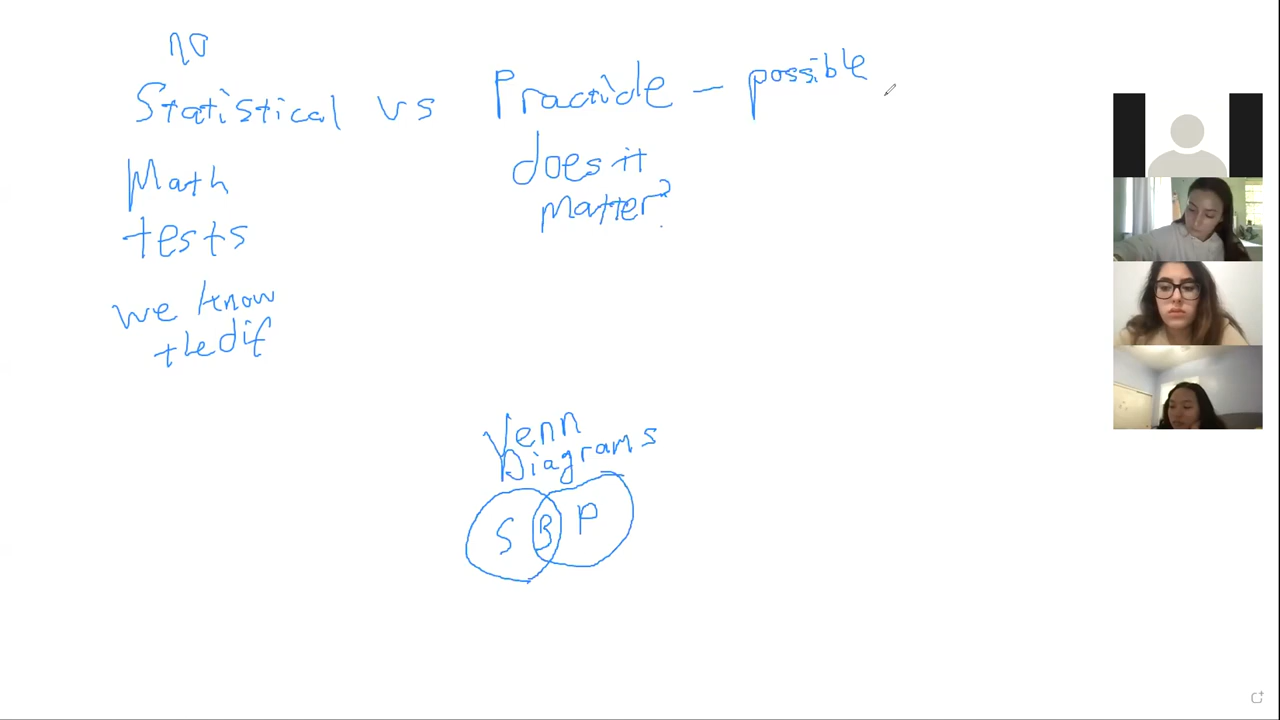 no
Statistical vs Practicle - possible
Math
tests
does it
matter?
we know
the dif
Venn
Diagrams
S B P